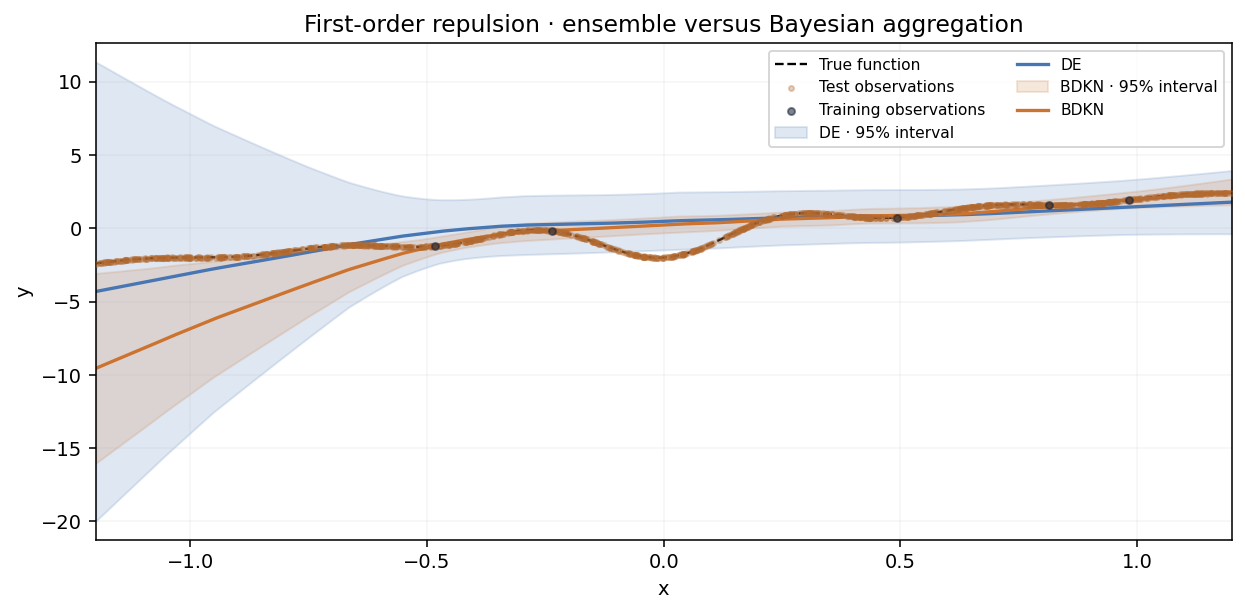 First-order repulsion · ensemble versus Bayesian aggregation
True function
Test observations
Training observations
DE · 95% interval
DE
BDKN · 95% interval
BDKN
10
5
0
−5
−10
−15
−20
y
−1.0
−0.5
0.0
0.5
1.0
x